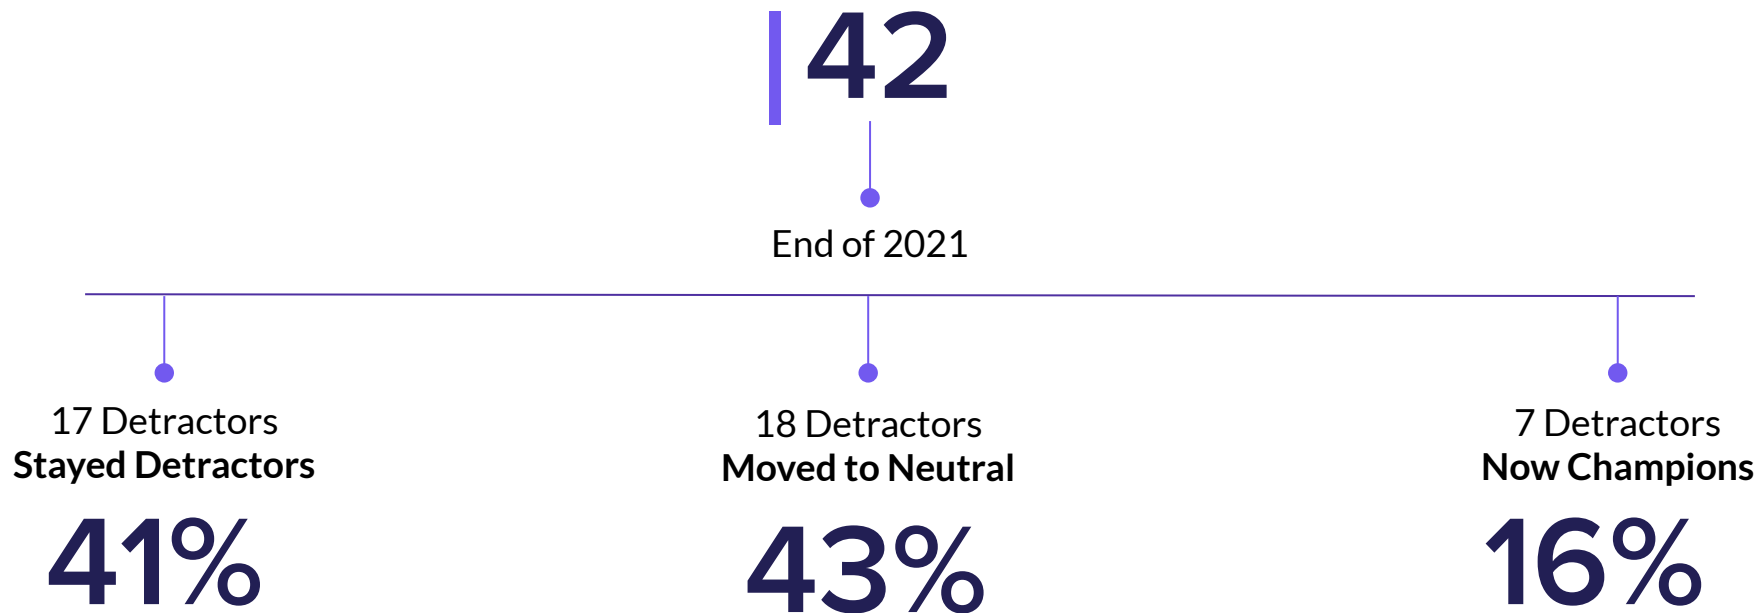 42
End of 2021
17 Detractors
Stayed Detractors
41%
18 Detractors
Moved to Neutral
43%
7 Detractors
Now Champions
16%